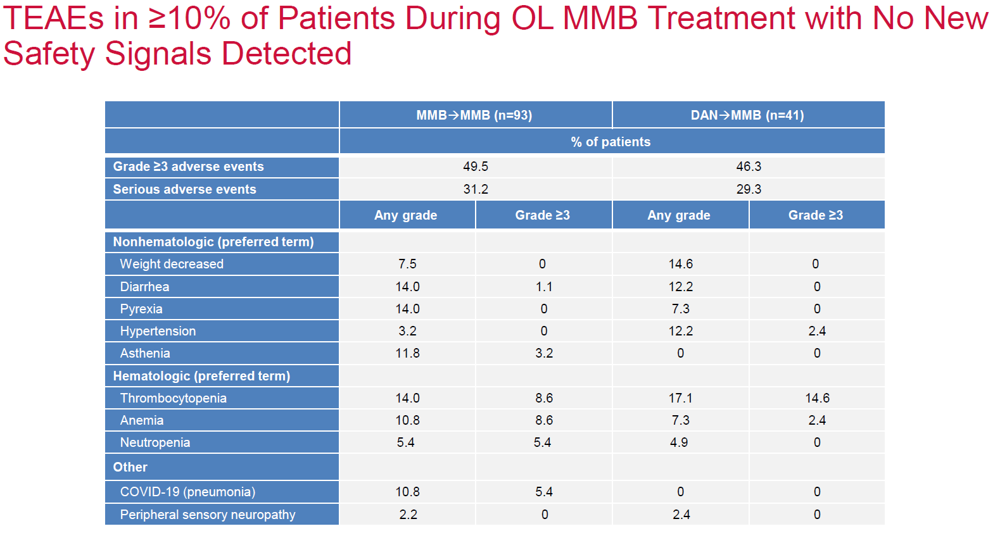 TEAEs in ≥10% of Patients During OL MMB Treatment with No New
Safety Signals Detected
MMB→MMB (n=93) DAN→MMB (n=41)
% of patients
Grade ≥3 adverse events 49.5 46.3
Serious adverse events 31.2 29.3
Any grade Grade ≥3 Any grade Grade ≥3
Nonhematologic (preferred term)
Weight decreased 7.5 0 14.6 0
Diarrhea 14.0 1.1 12.2 0
Pyrexia 14.0 0 7.3 0
Hypertension 3.2 0 12.2 2.4
Asthenia 11.8 3.2 0 0
Hematologic (preferred term)
Thrombocytopenia 14.0 8.6 17.1 14.6
Anemia 10.8 8.6 7.3 2.4
Neutropenia 5.4 5.4 4.9 0
Other
COVID-19 (pneumonia) 10.8 5.4 0 0
Peripheral sensory neuropathy 2.2 0 2.4 0